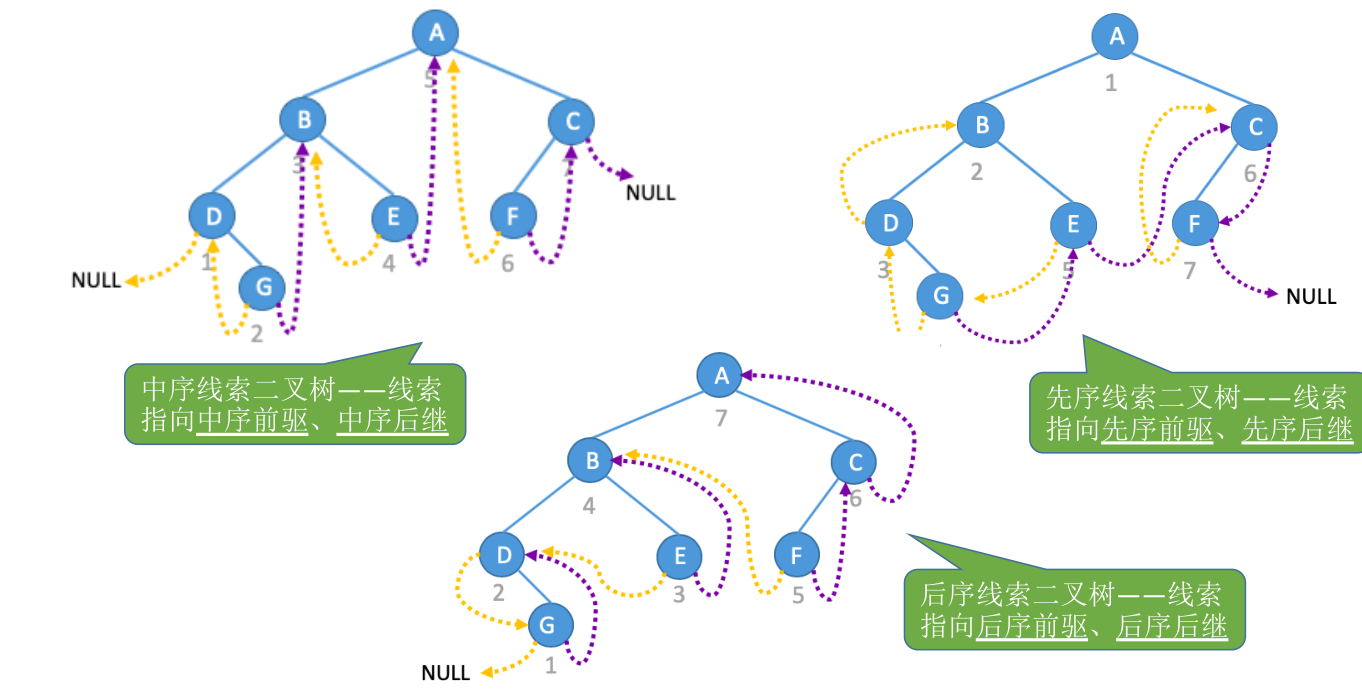 A
5
B
3
C
7
NULL
D
1
E
4
F
6
NULL
G
2
中序线索二叉树——线索
指向中序前驱、中序后继
A
1
B
2
C
6
D
3
E
5
F
7
G
NULL
先序线索二叉树——线索
指向先序前驱、先序后继
A
7
B
4
C
6
D
2
E
3
F
5
G
1
NULL
后序线索二叉树——线索
指向后序前驱、后序后继